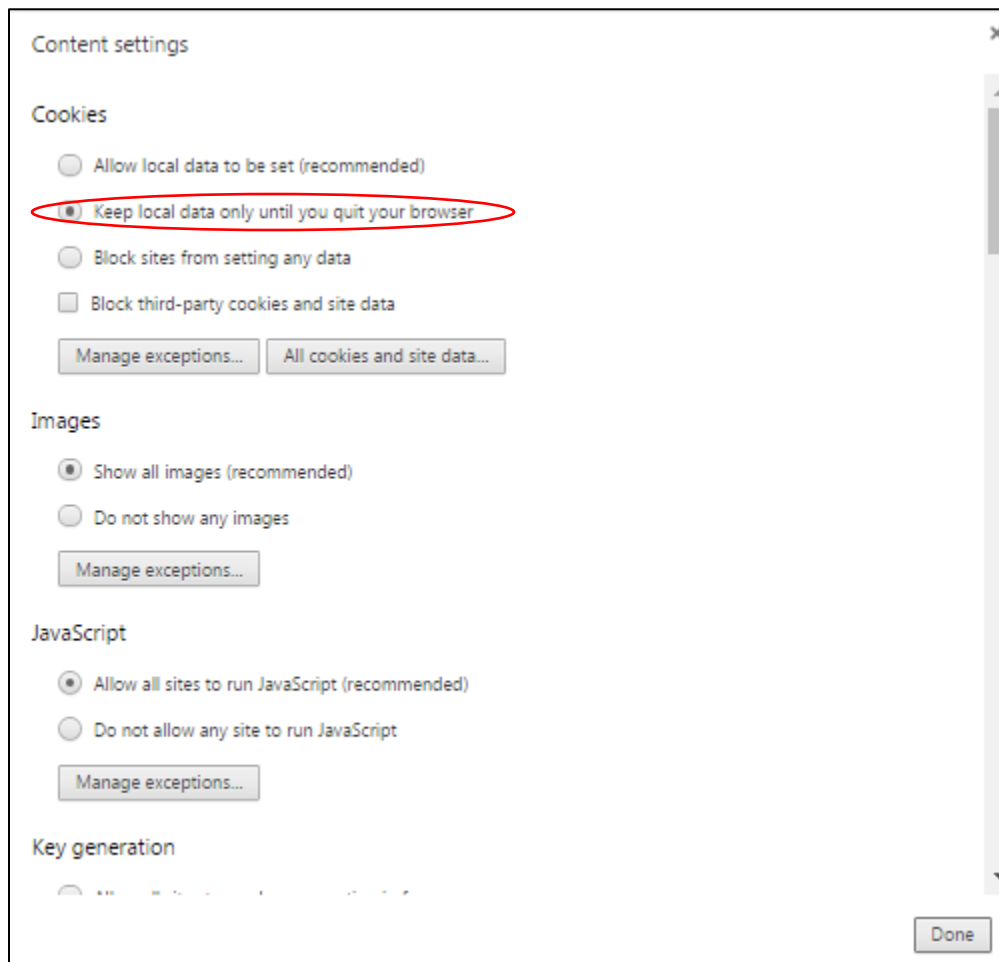 Content settings
Cookies
Allow local data to be set (recommended)
Keep local data only until you quit your browser
Block sites from setting any data
Block third-party cookies and site data
Manage exceptions... All cookies and site data...
Images
Show all images (recommended)
Do not show any images
Manage exceptions...
JavaScript
Allow all sites to run JavaScript (recommended)
Do not allow any site to run JavaScript
Manage exceptions...
Key generation
Done